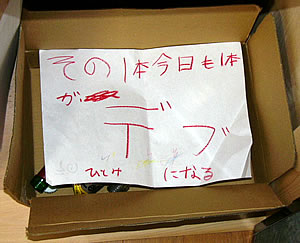 その1本今日も1本
が
デブ
ひとけ になる